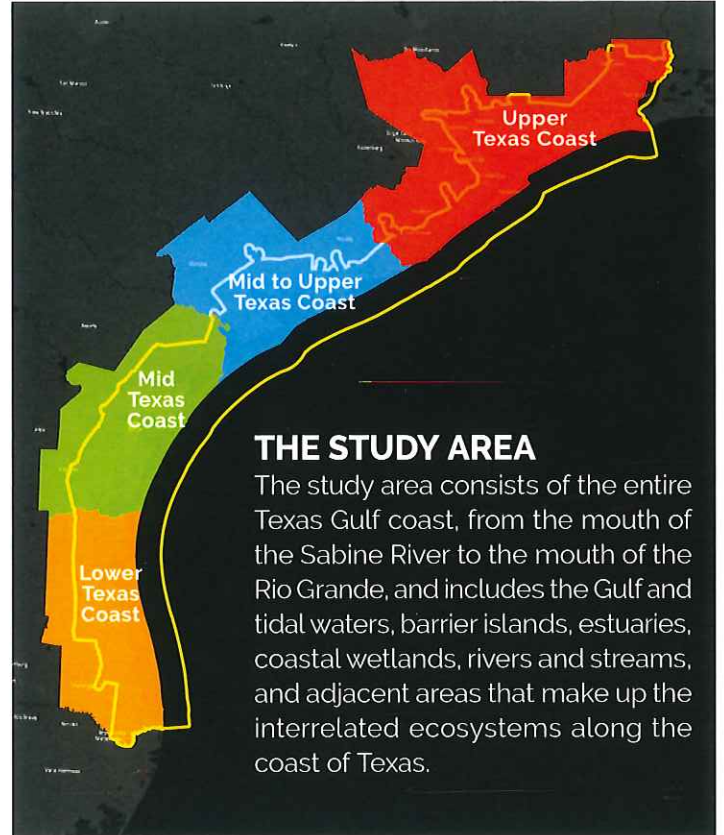 Upper
Texas Coast
Mid to Upper
Texas Coast
Mid
Texas
Coast
Lower
Texas
Coast
THE STUDY AREA
The study area consists of the entire
Texas Gulf coast, from the mouth of
the Sabine River to the mouth of the
Rio Grande, and includes the Gulf and
tidal waters, barrier islands, estuaries,
coastal wetlands, rivers and streams,
and adjacent areas that make up the
interrelated ecosystems along the
coast of Texas.